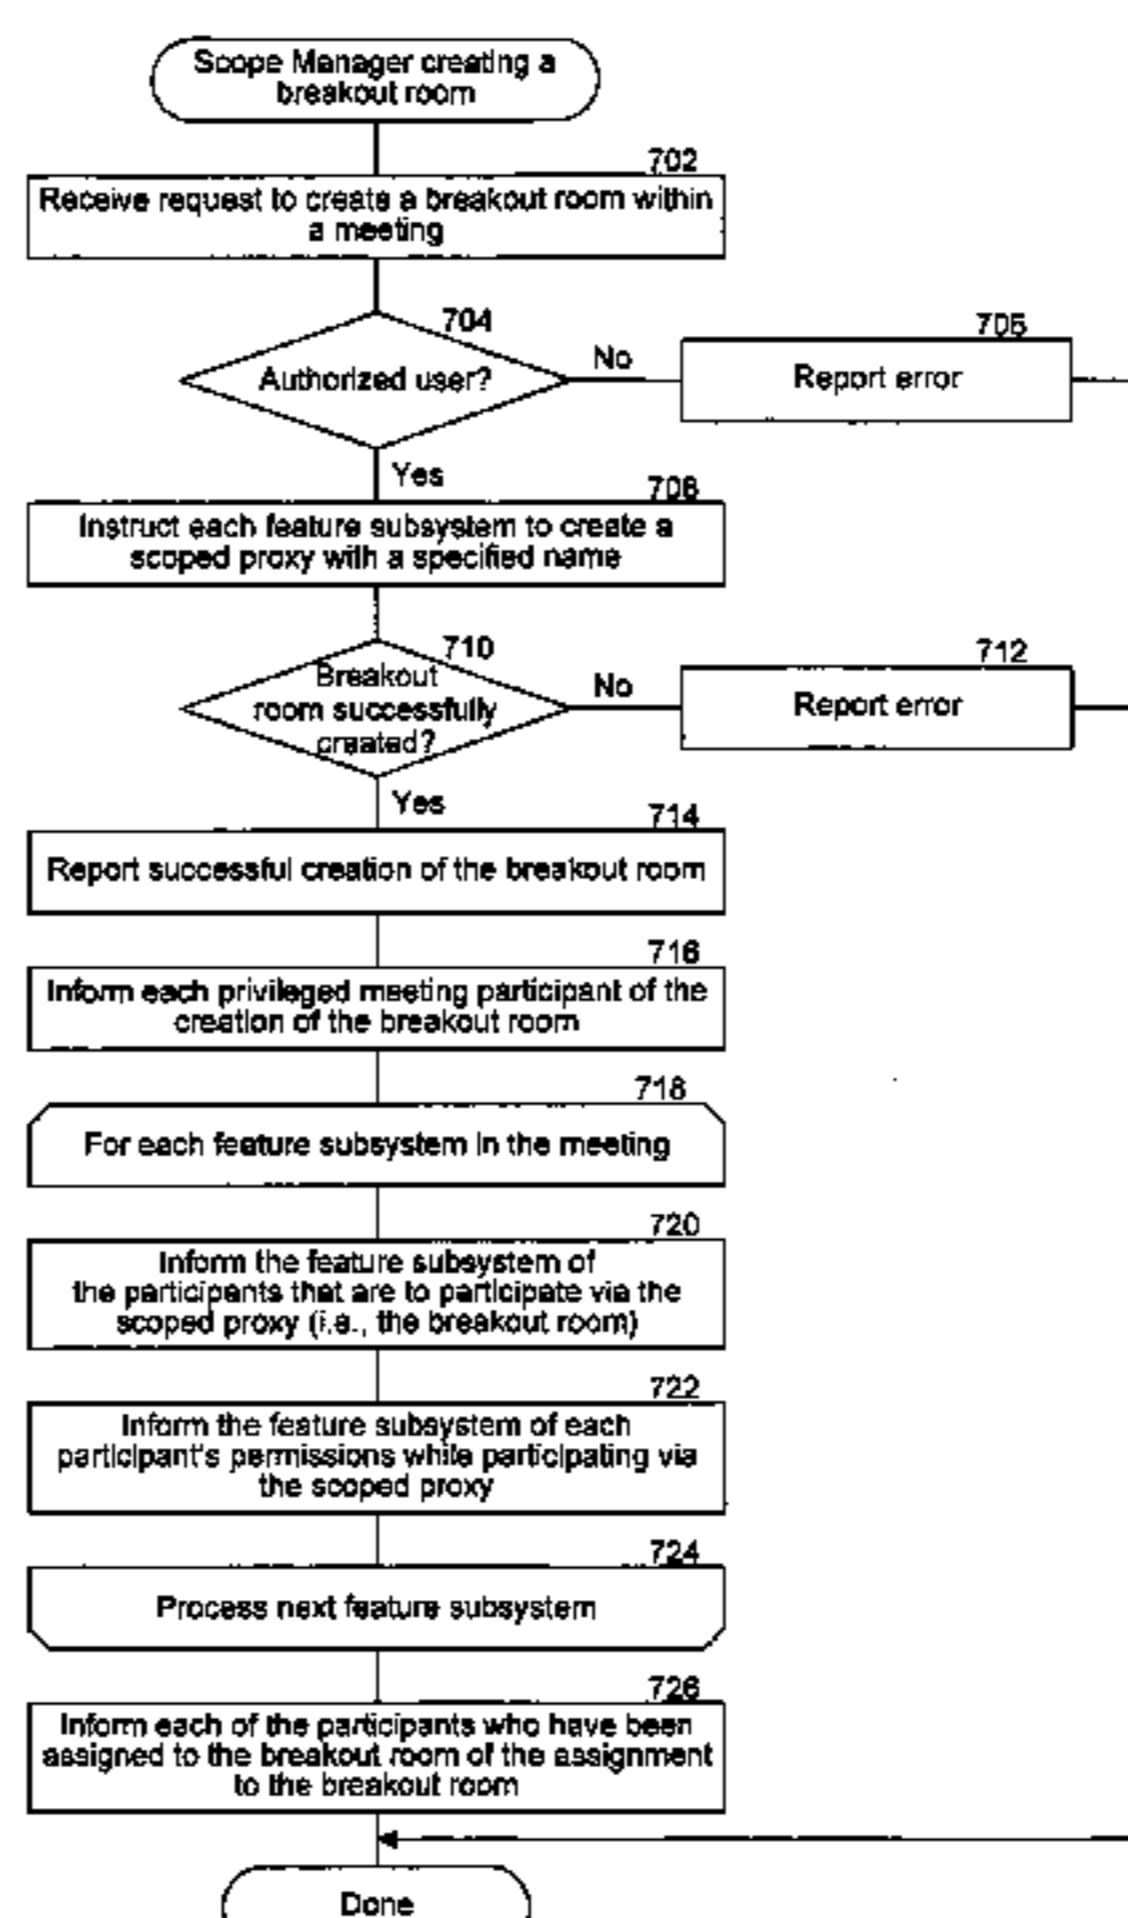 Scope Manager creating a
breakout room
702
Receive request to create a breakout room within
a meeting
704
Authorized user?
No
706
Report error
Yes
708
Instruct each feature subsystem to create a
scoped proxy with a specified name
710
Breakout
room successfully
created?
No
712
Report error
Yes
714
Report successful creation of the breakout room
716
Inform each privileged meeting participant of the
creation of the breakout room
718
For each feature subsystem in the meeting
720
Inform the feature subsystem of
the participants that are to participate via the
scoped proxy (i.e., the breakout room)
722
Inform the feature subsystem of each
participant's permissions while participating via
the scoped proxy
724
Process next feature subsystem
726
Inform each of the participants who have been
assigned to the breakout room of the assignment
to the breakout room
Done